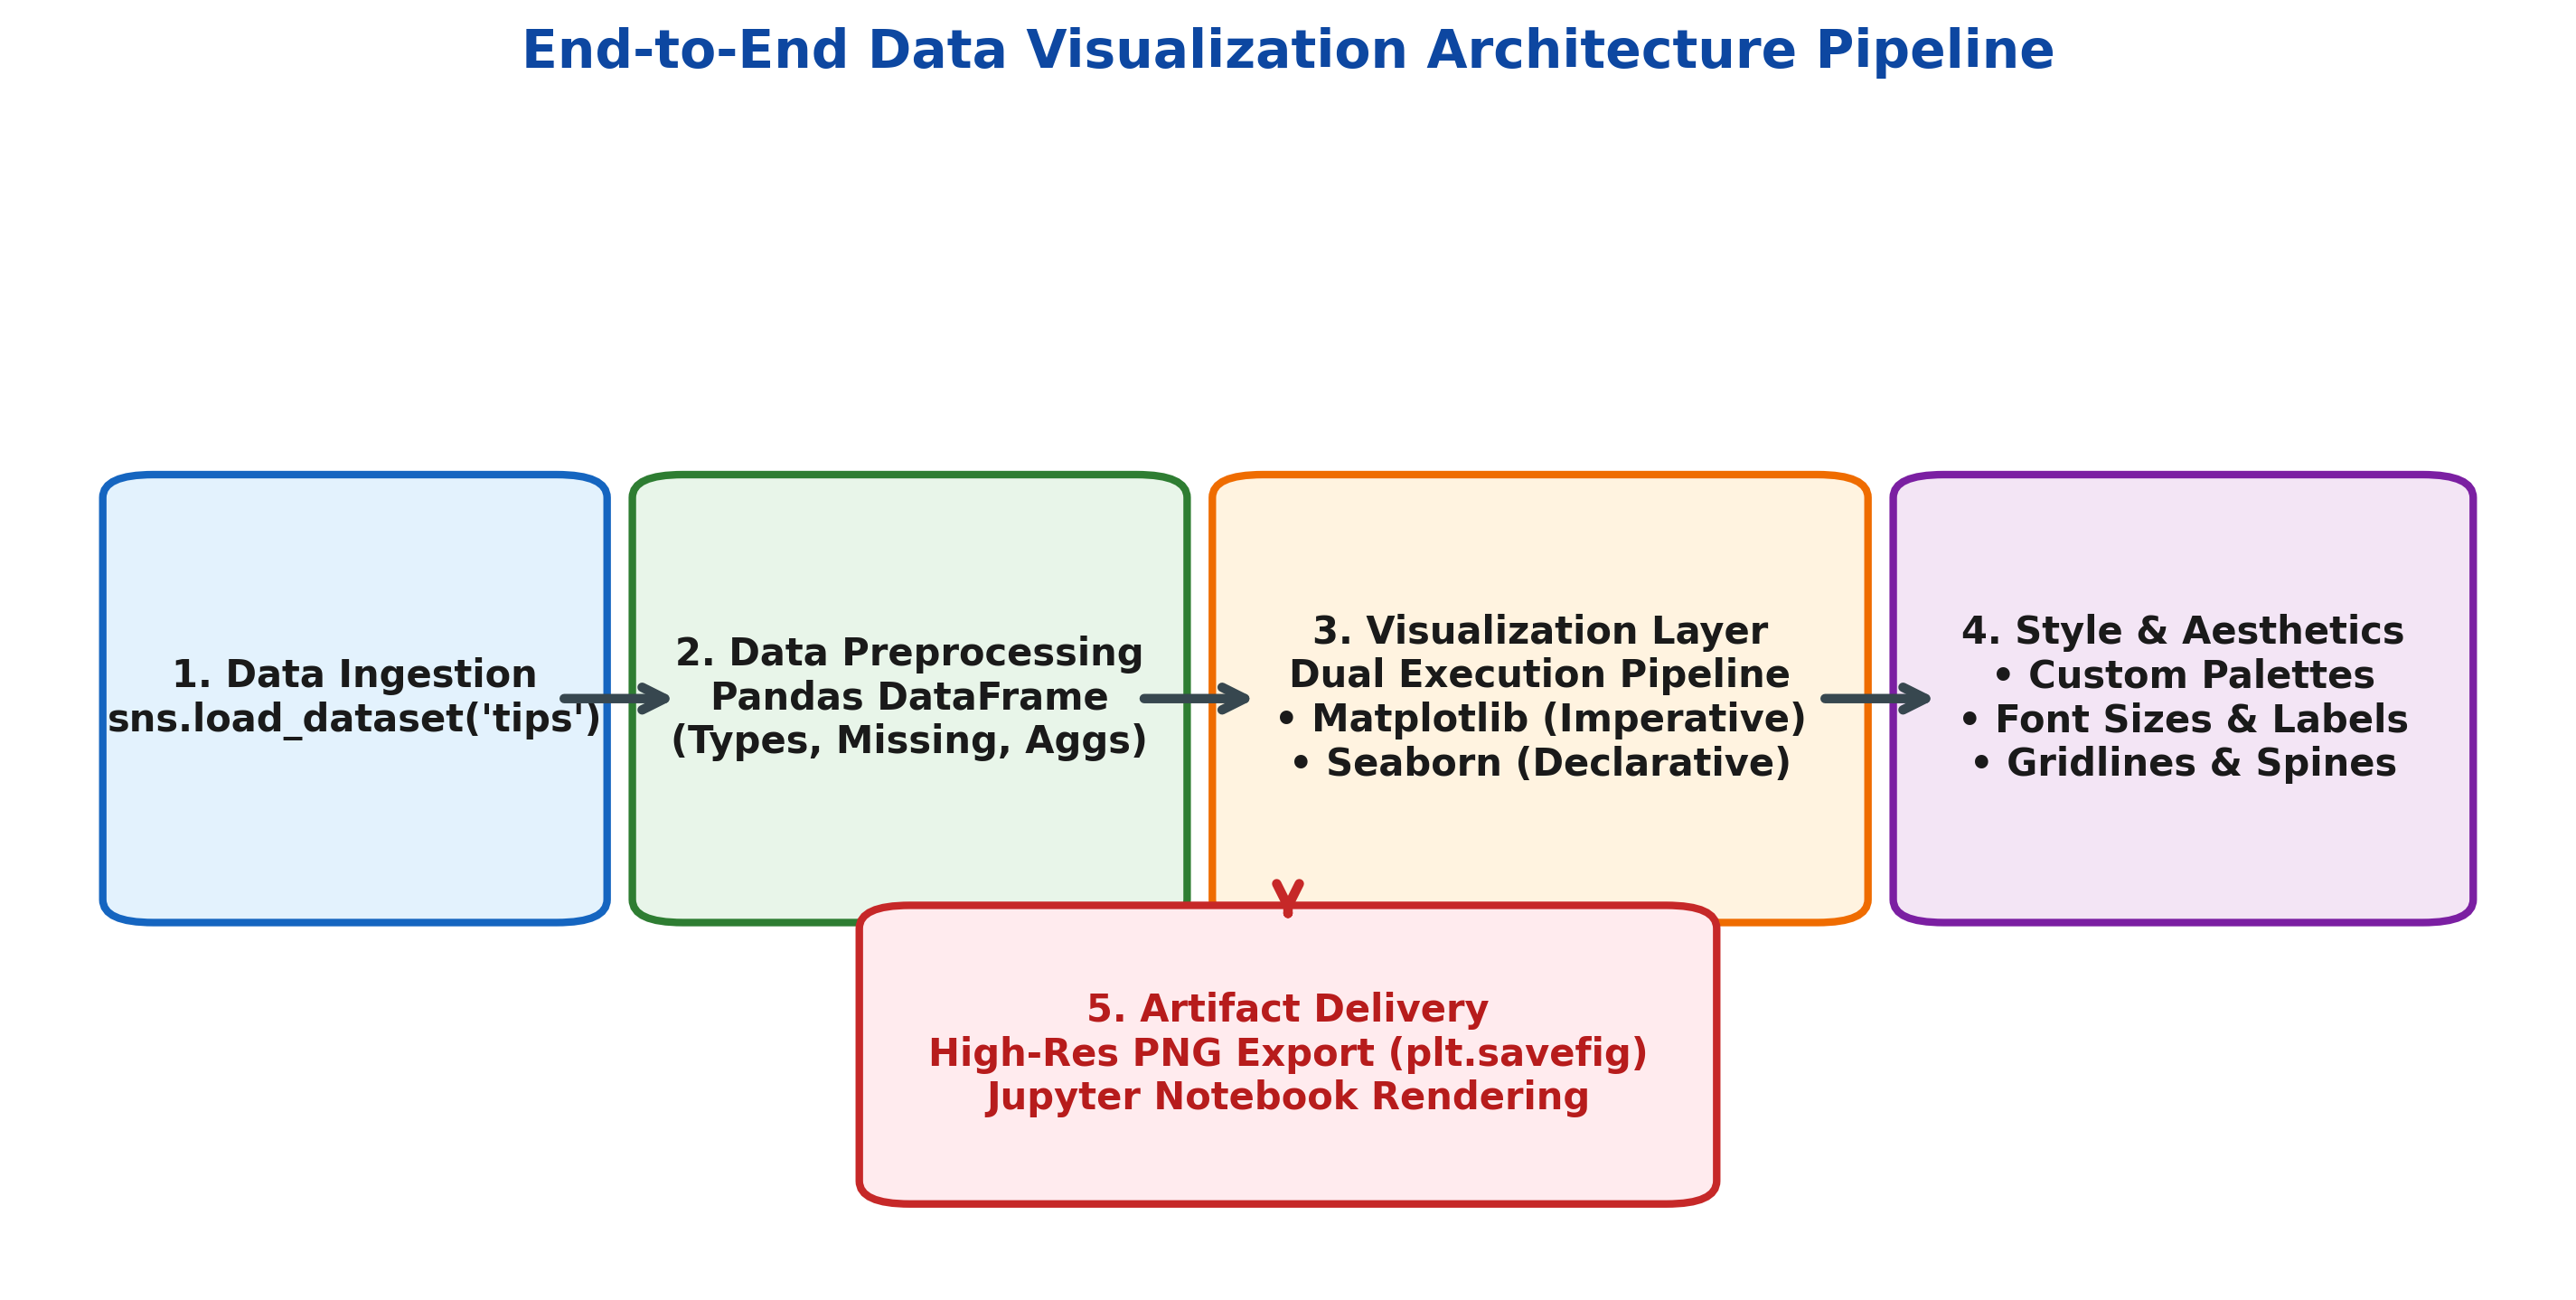 End-to-End Data Visualization Architecture Pipeline
1. Data Ingestion
sns.load_dataset('tips')
2. Data Preprocessing
Pandas DataFrame
(Types, Missing, Aggs)
3. Visualization Layer
Dual Execution Pipeline
• Matplotlib (Imperative)
• Seaborn (Declarative)
4. Style & Aesthetics
• Custom Palettes
• Font Sizes & Labels
• Gridlines & Spines
5. Artifact Delivery
High-Res PNG Export (plt.savefig)
Jupyter Notebook Rendering